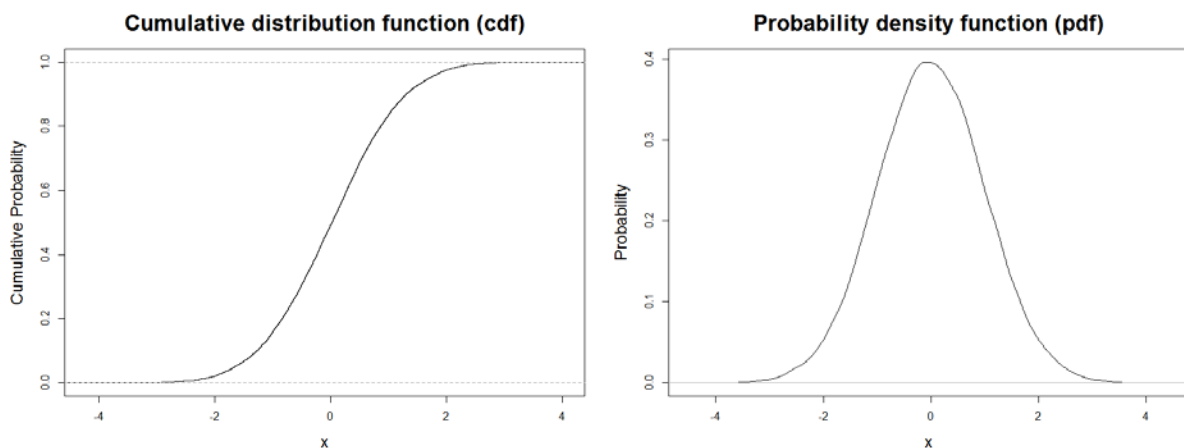 Cumulative distribution function (cdf)
Cumulative Probability
1.0
0.8
0.6
0.4
0.2
0.0
-4 -2 0 2 4
x
Probability density function (pdf)
Probability
0.4
0.3
0.2
0.1
0.0
-4 -2 0 2 4
x